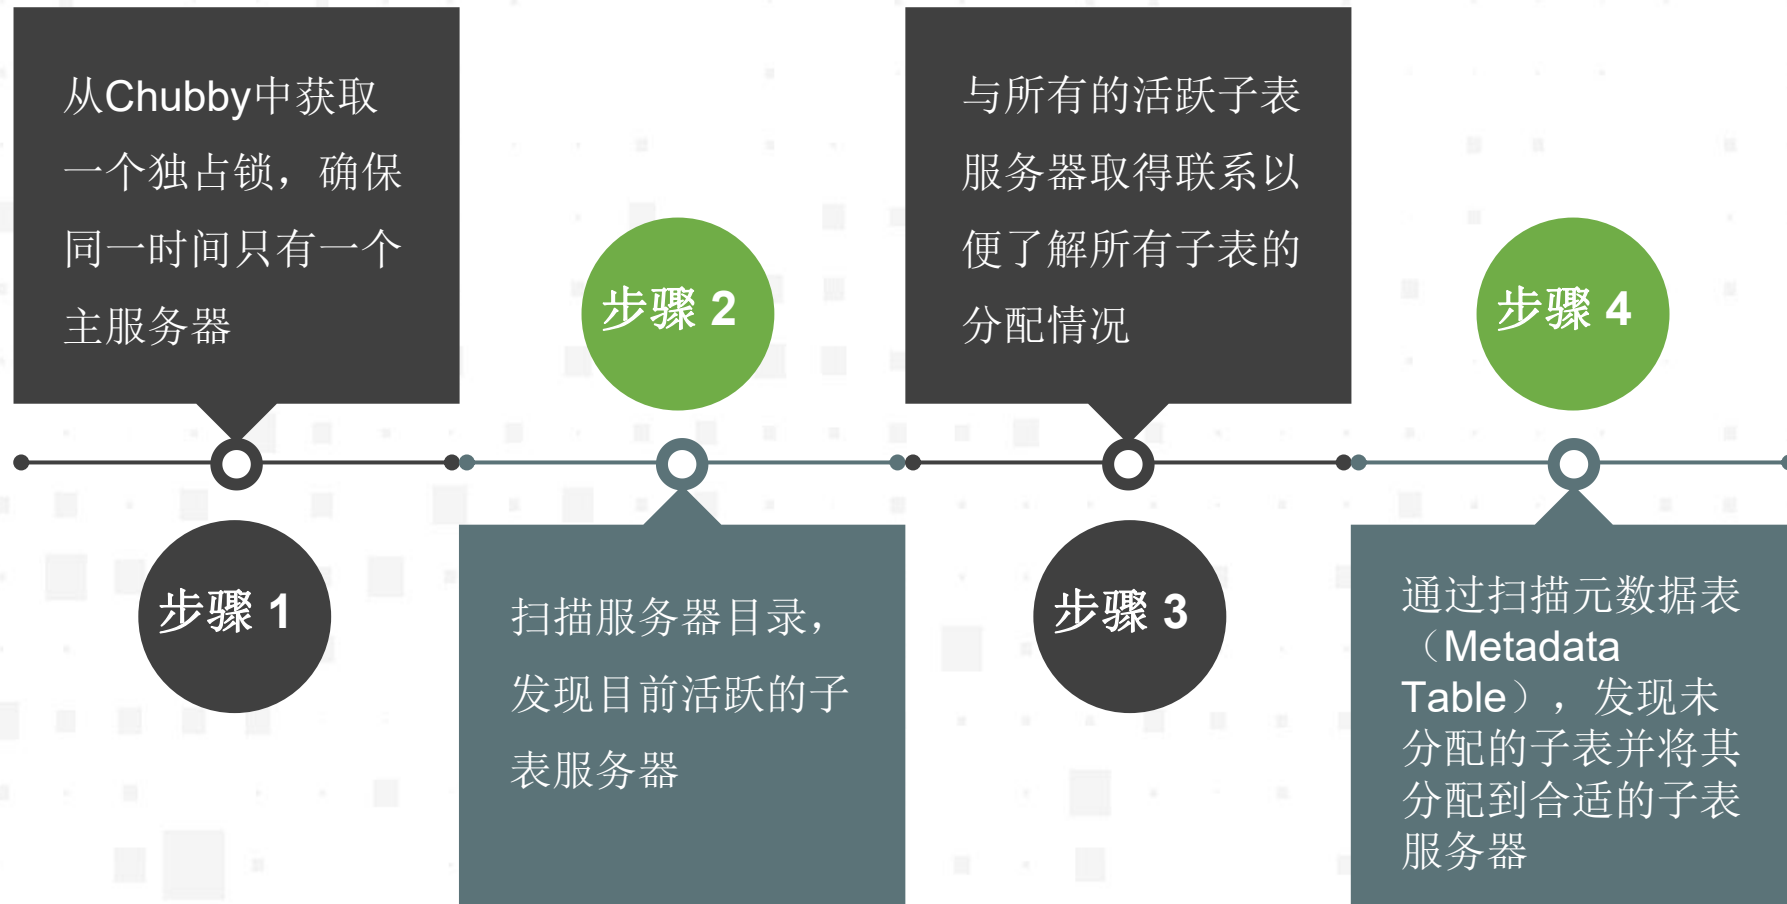 从Chubby中获取
一个独占锁，确保
同一时间只有一个
主服务器
步骤 1
步骤 2
扫描服务器目录，
发现目前活跃的子
表服务器
与所有的活跃子表
服务器取得联系以
便了解所有子表的
分配情况
步骤 3
步骤 4
通过扫描元数据表
（Metadata
Table），发现未
分配的子表并将其
分配到合适的子表
服务器